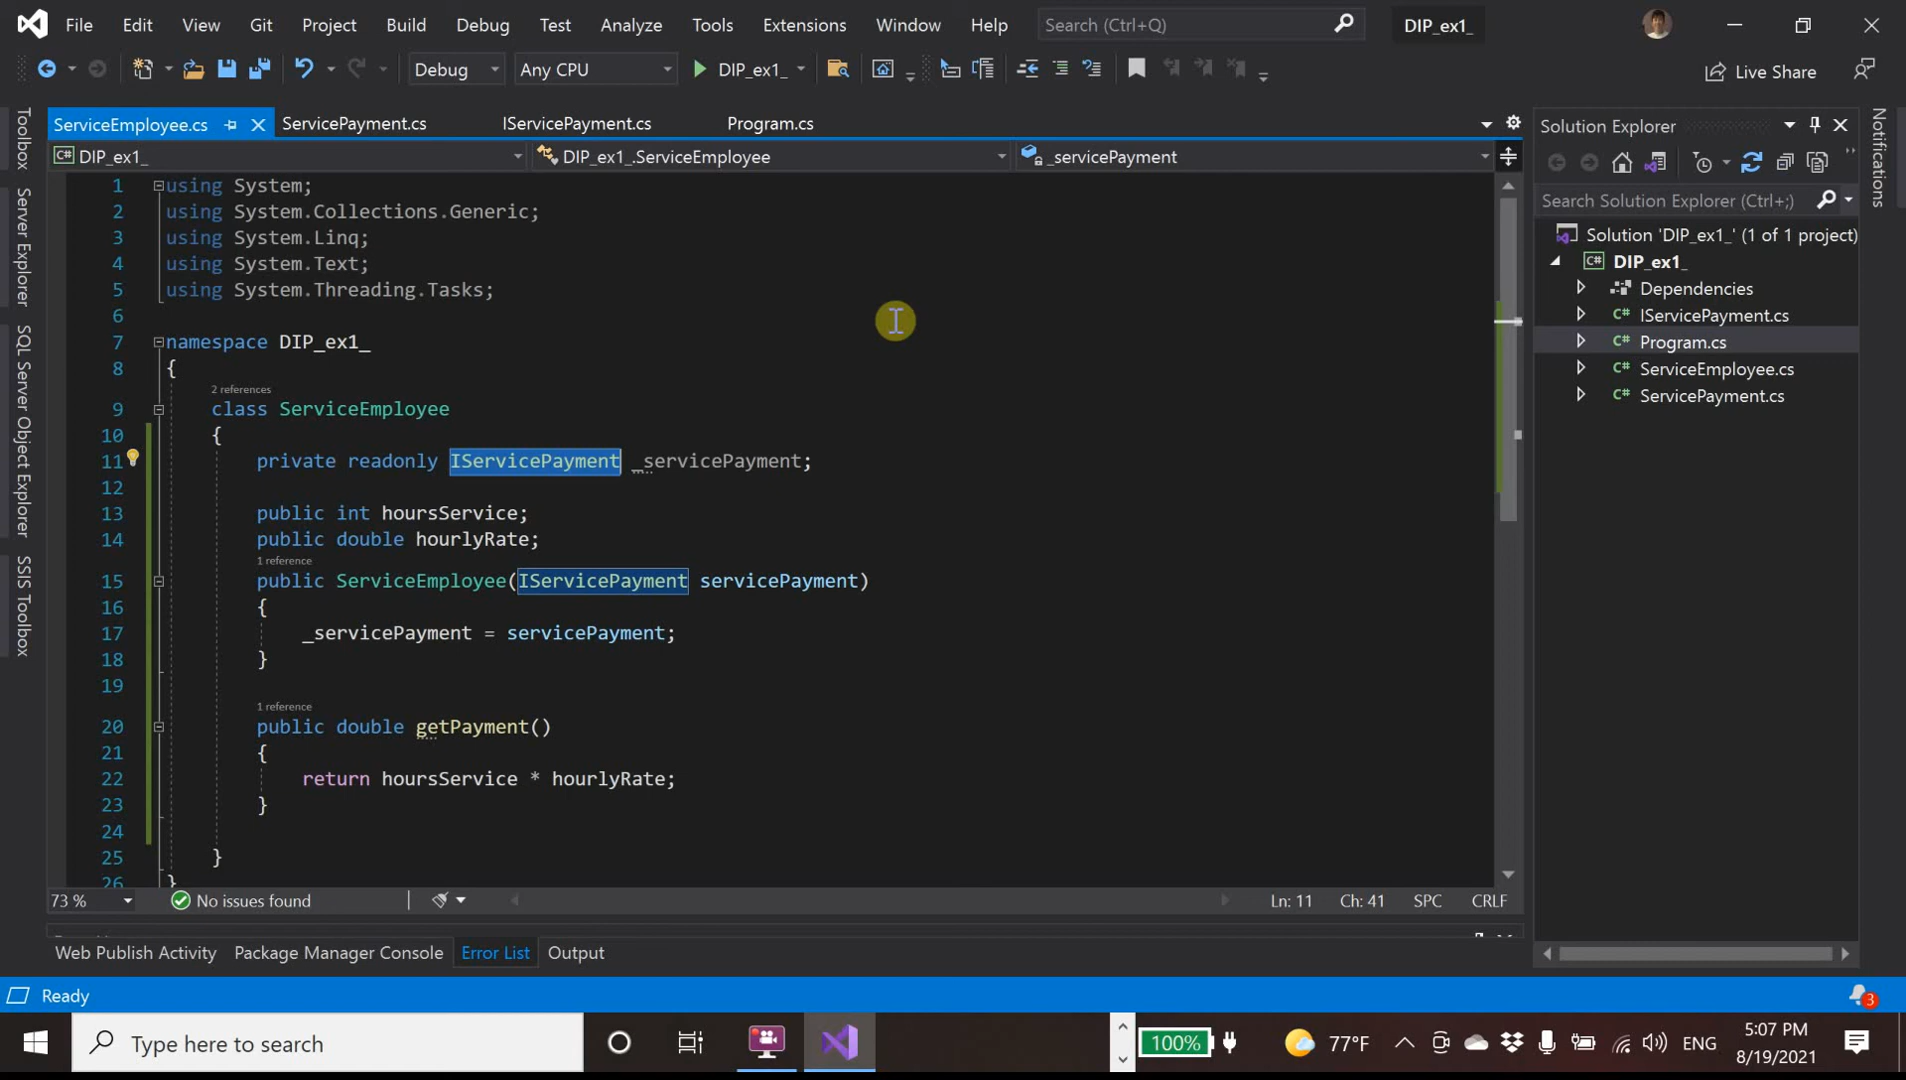 File Edit View Git Project Build Debug Test Tools Analyze Extensions Window Help Search (Ctrl+Q) DIP_ex1_
Debug Any CPU DIP_ex1_ Live Share
ServiceEmployee.cs ServicePayment.cs IServicePayment.cs Program.cs
DIP_ex1_ DIP_ex1_.ServiceEmployee _servicePayment
1 using System;
2 using System.Collections.Generic;
3 using System.Linq;
4 using System.Text;
5 using System.Threading.Tasks;
6
7 namespace DIP_ex1_
8 {
2 references
9 class ServiceEmployee
10 {
11 private readonly IServicePayment _servicePayment;
12
13 public int hoursService;
14 public double hourlyRate;
1 reference
15 public ServiceEmployee(IServicePayment servicePayment)
16 {
17 _servicePayment = servicePayment;
18 }
19
1 reference
20 public double getPayment()
21 {
22 return hoursService * hourlyRate;
23 }
24
25 }
26 }
73 % No issues found Ln: 11 Ch: 41 SPC CRLF
Web Publish Activity Package Manager Console Error List Output
Toolbox
Server Explorer
SQL Server Object Explorer
SSIS Toolbox
Solution Explorer
Search Solution Explorer (Ctrl+;)
Solution 'DIP_ex1_' (1 of 1 project)
DIP_ex1_
Dependencies
IServicePayment.cs
Program.cs
ServiceEmployee.cs
ServicePayment.cs
Notifications
Ready 3
Type here to search 100% 77°F ENG
5:07 PM
8/19/2021